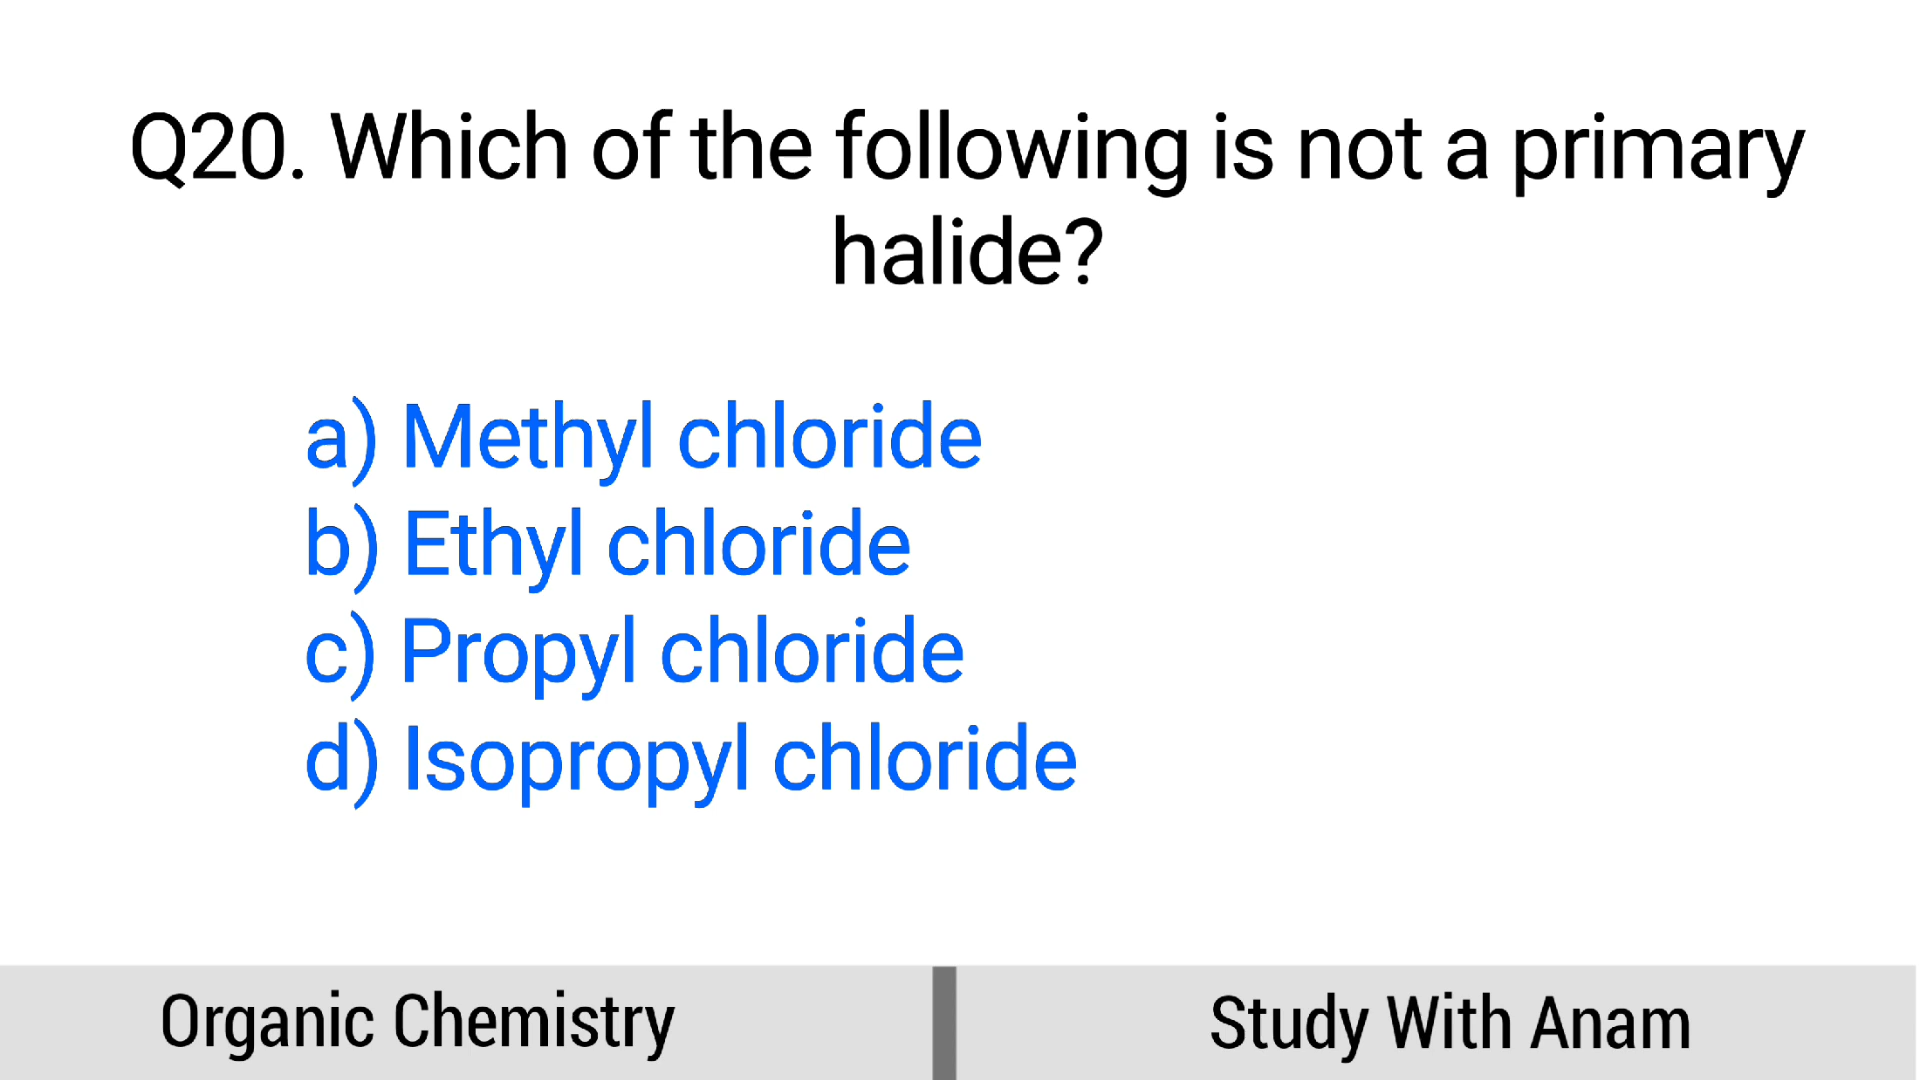 Q20. Which of the following is not a primary
halide?
a) Methyl chloride
b) Ethyl chloride
c) Propyl chloride
d) Isopropyl chloride
Organic Chemistry
Study With Anam